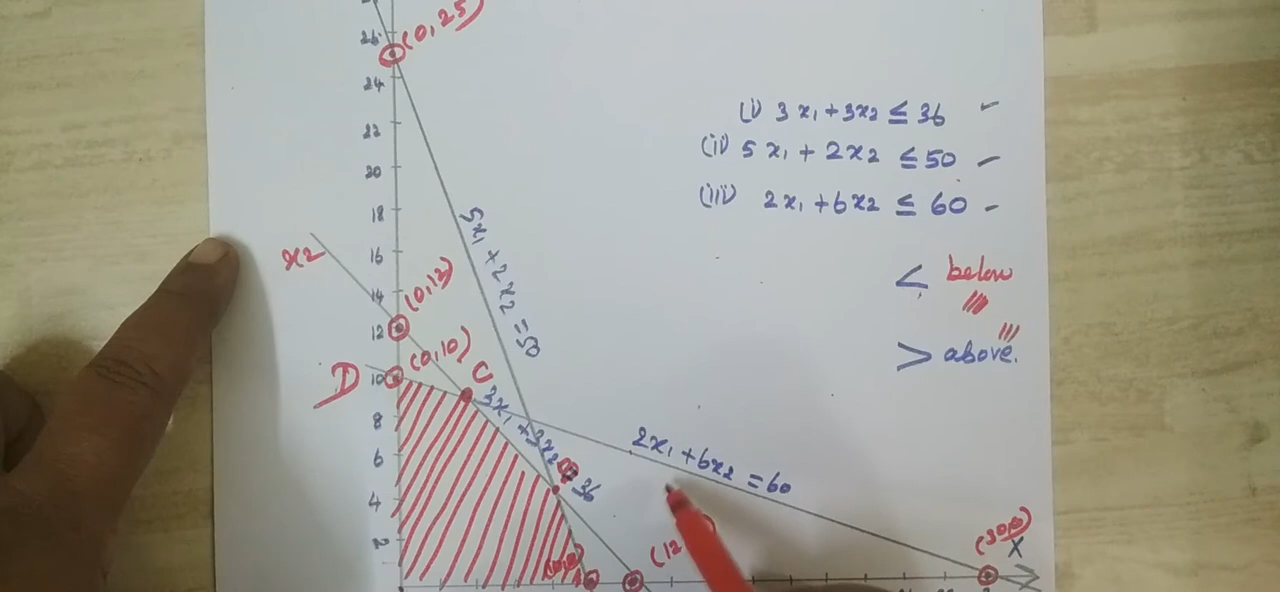 (0,25)
26
24
22
20
18
16
14
12
10
8
6
4
2
(i) 3x₁+3x₂ ≤ 36
(ii) 5x₁+2x₂ ≤50
(iii) 2x₁+6x₂ ≤ 60
< below
> above.
x2
(0,12)
5x₁+2x₂=50
D (0,10) C
3x₁+3x₂=36
2x₁+6x₂=60
(12
(30,0)
X